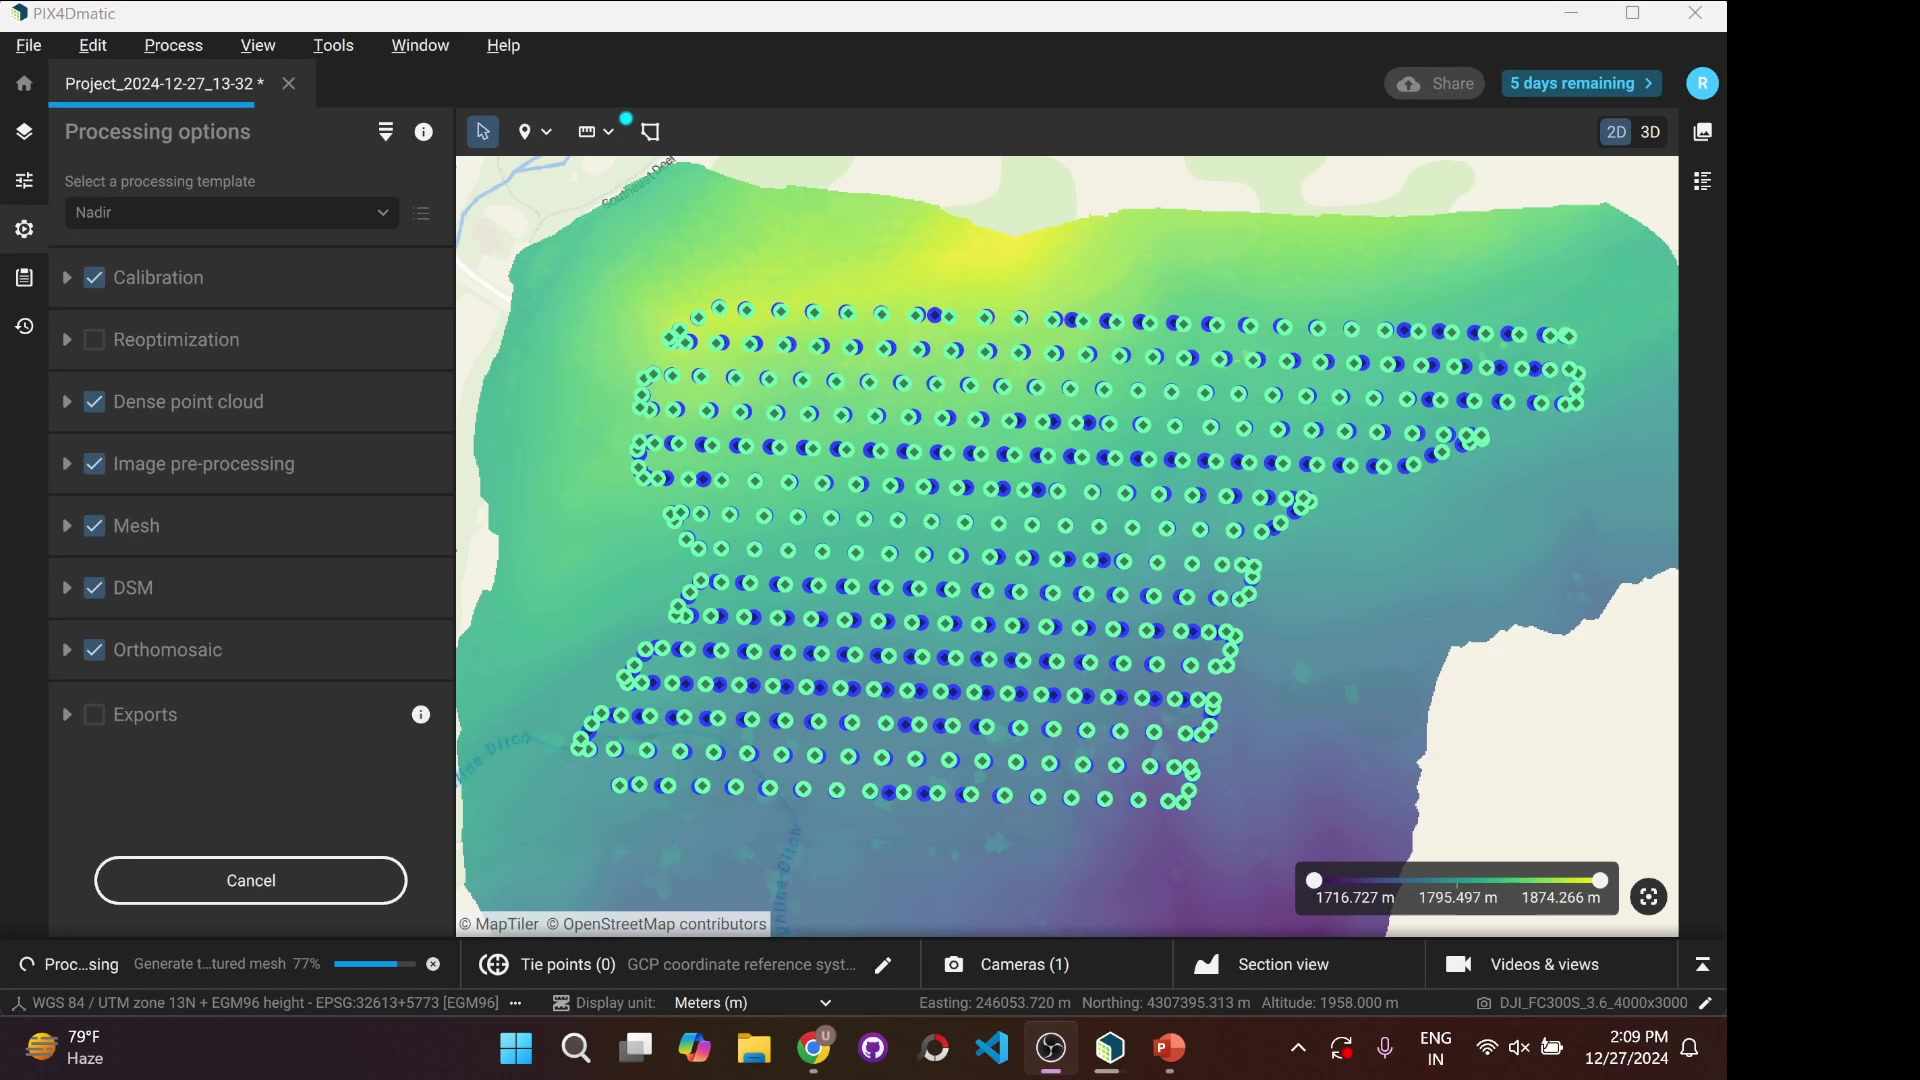 PIX4Dmatic
File Edit Process View Tools Window Help
Project_2024-12-27_13-32 *
Share
5 days remaining
R
Processing options
2D 3D
Select a processing template
Nadir
Calibration
Reoptimization
Dense point cloud
Image pre-processing
Mesh
DSM
Orthomosaic
Exports
Cancel
1716.727 m 1795.497 m 1874.266 m
© MapTiler © OpenStreetMap contributors
Proc...sing Generate t...tured mesh 77%
Tie points (0) GCP coordinate reference syst...
Cameras (1)
Section view
Videos & views
WGS 84 / UTM zone 13N + EGM96 height - EPSG:32613+5773 [EGM96] ...
Display unit: Meters (m)
Easting: 246053.720 m Northing: 4307395.313 m Altitude: 1958.000 m
DJI_FC300S_3.6_4000x3000
79°F
Haze
U
P
ENG
IN
2:09 PM
12/27/2024